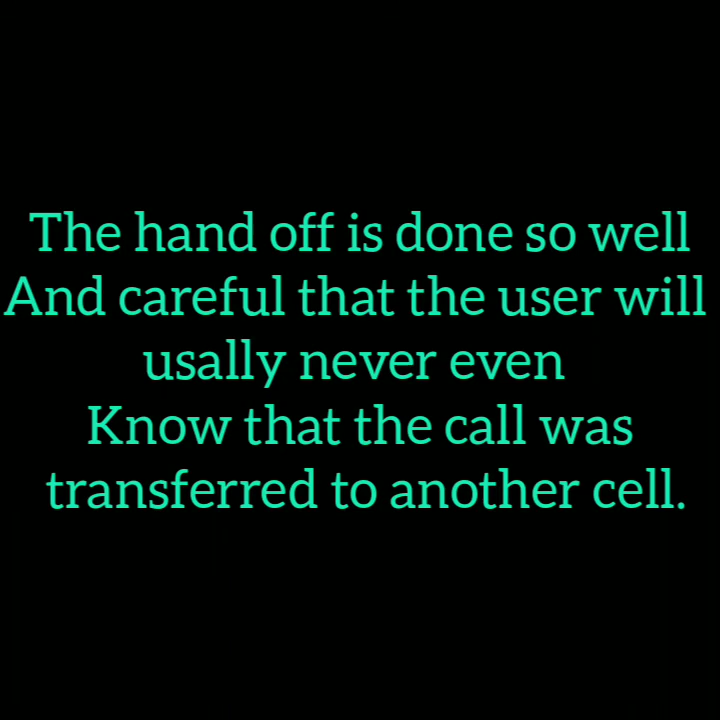 The hand off is done so well
And careful that the user will
usally never even
Know that the call was
transferred to another cell.